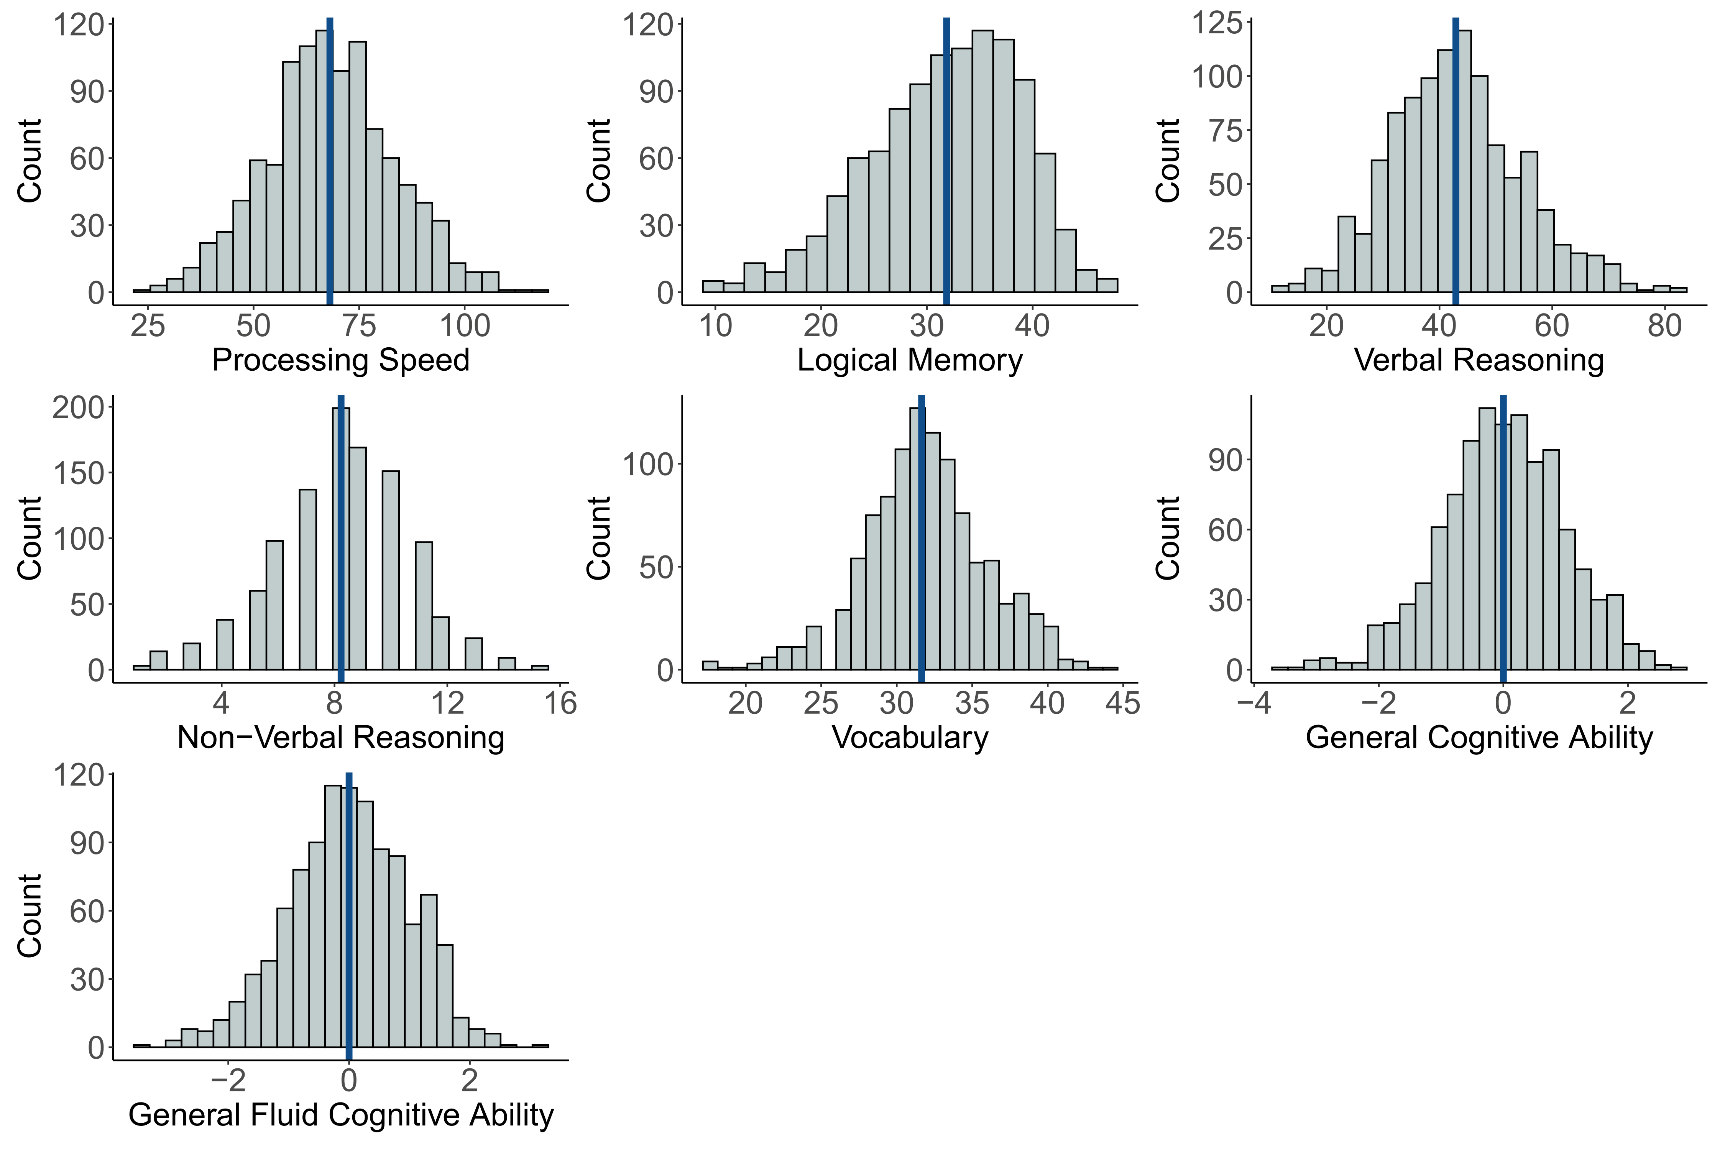 120
90
60
30
0
Count
25 50 75 100
Processing Speed
120
90
60
30
0
Count
10 20 30 40
Logical Memory
125
100
75
50
25
0
Count
20 40 60 80
Verbal Reasoning
200
150
100
50
0
Count
4 8 12 16
Non−Verbal Reasoning
100
50
0
Count
20 25 30 35 40 45
Vocabulary
90
60
30
0
Count
−4 −2 0 2
General Cognitive Ability
120
90
60
30
0
Count
−2 0 2
General Fluid Cognitive Ability